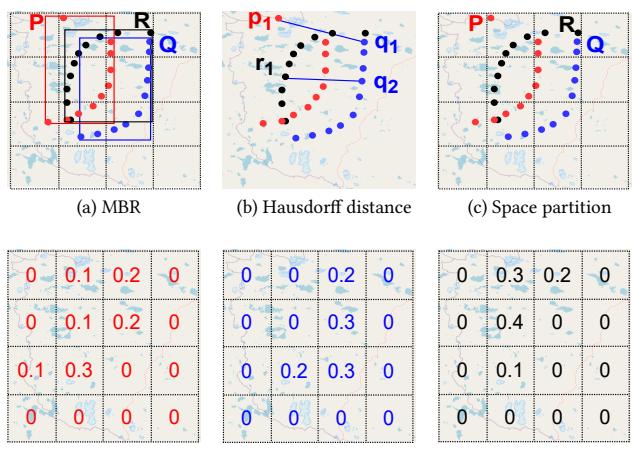 P R Q
(a) MBR
p1 q1
r1 q2
(b) Hausdorff distance
P R Q
(c) Space partition
0 0.1 0.2 0
0 0.1 0.2 0
0.1 0.3 0 0
0 0 0 0
0 0 0.2 0
0 0 0.3 0
0 0.2 0.3 0
0 0 0 0
0 0.3 0.2 0
0 0.4 0 0
0 0.1 0 0
0 0 0 0